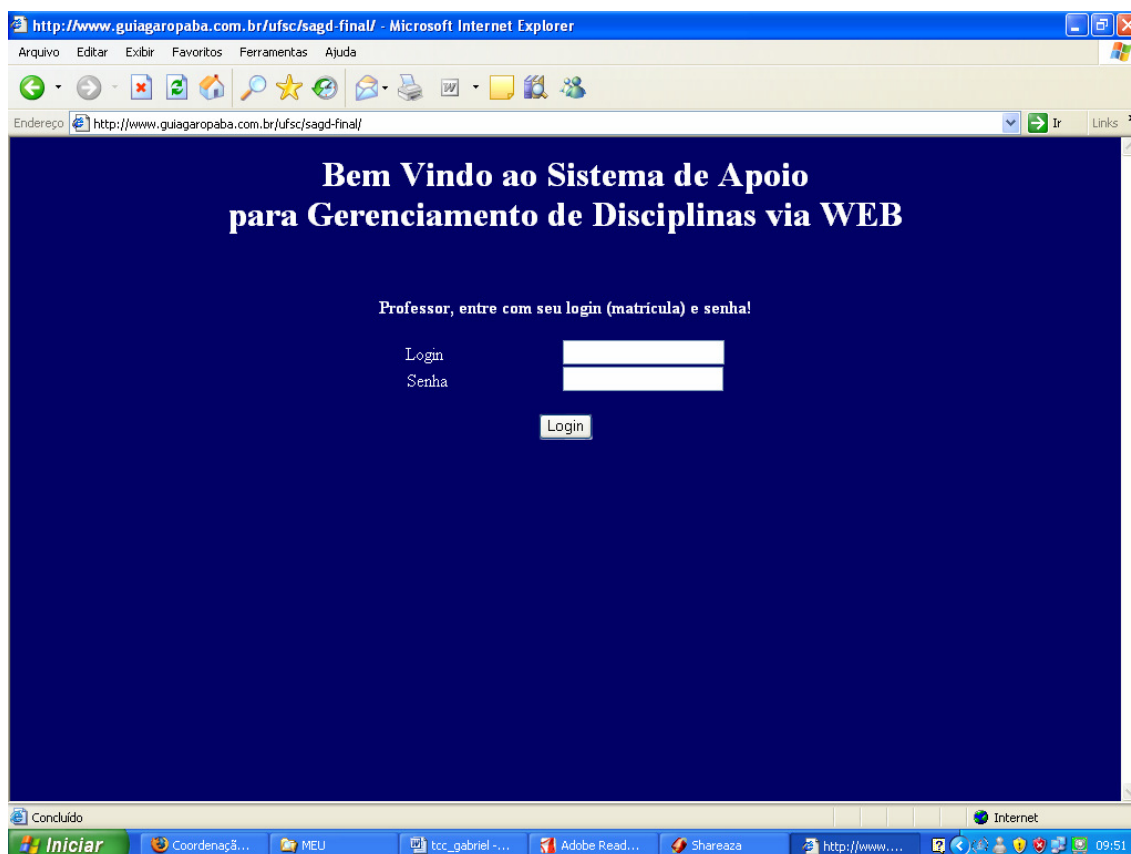 http://www.guiagaropaba.com.br/ufsc/sagd-final/ - Microsoft Internet Explorer
Arquivo Editar Exibir Favoritos Ferramentas Ajuda
Endereço http://www.guiagaropaba.com.br/ufsc/sagd-final/ Ir Links
Bem Vindo ao Sistema de Apoio
para Gerenciamento de Disciplinas via WEB
Professor, entre com seu login (matrícula) e senha!
Login
Senha
Login
Concluído Internet
Iniciar Coordenaçã... MEU tcc_gabriel -... Adobe Read... Shareaza http://www.... 09:51